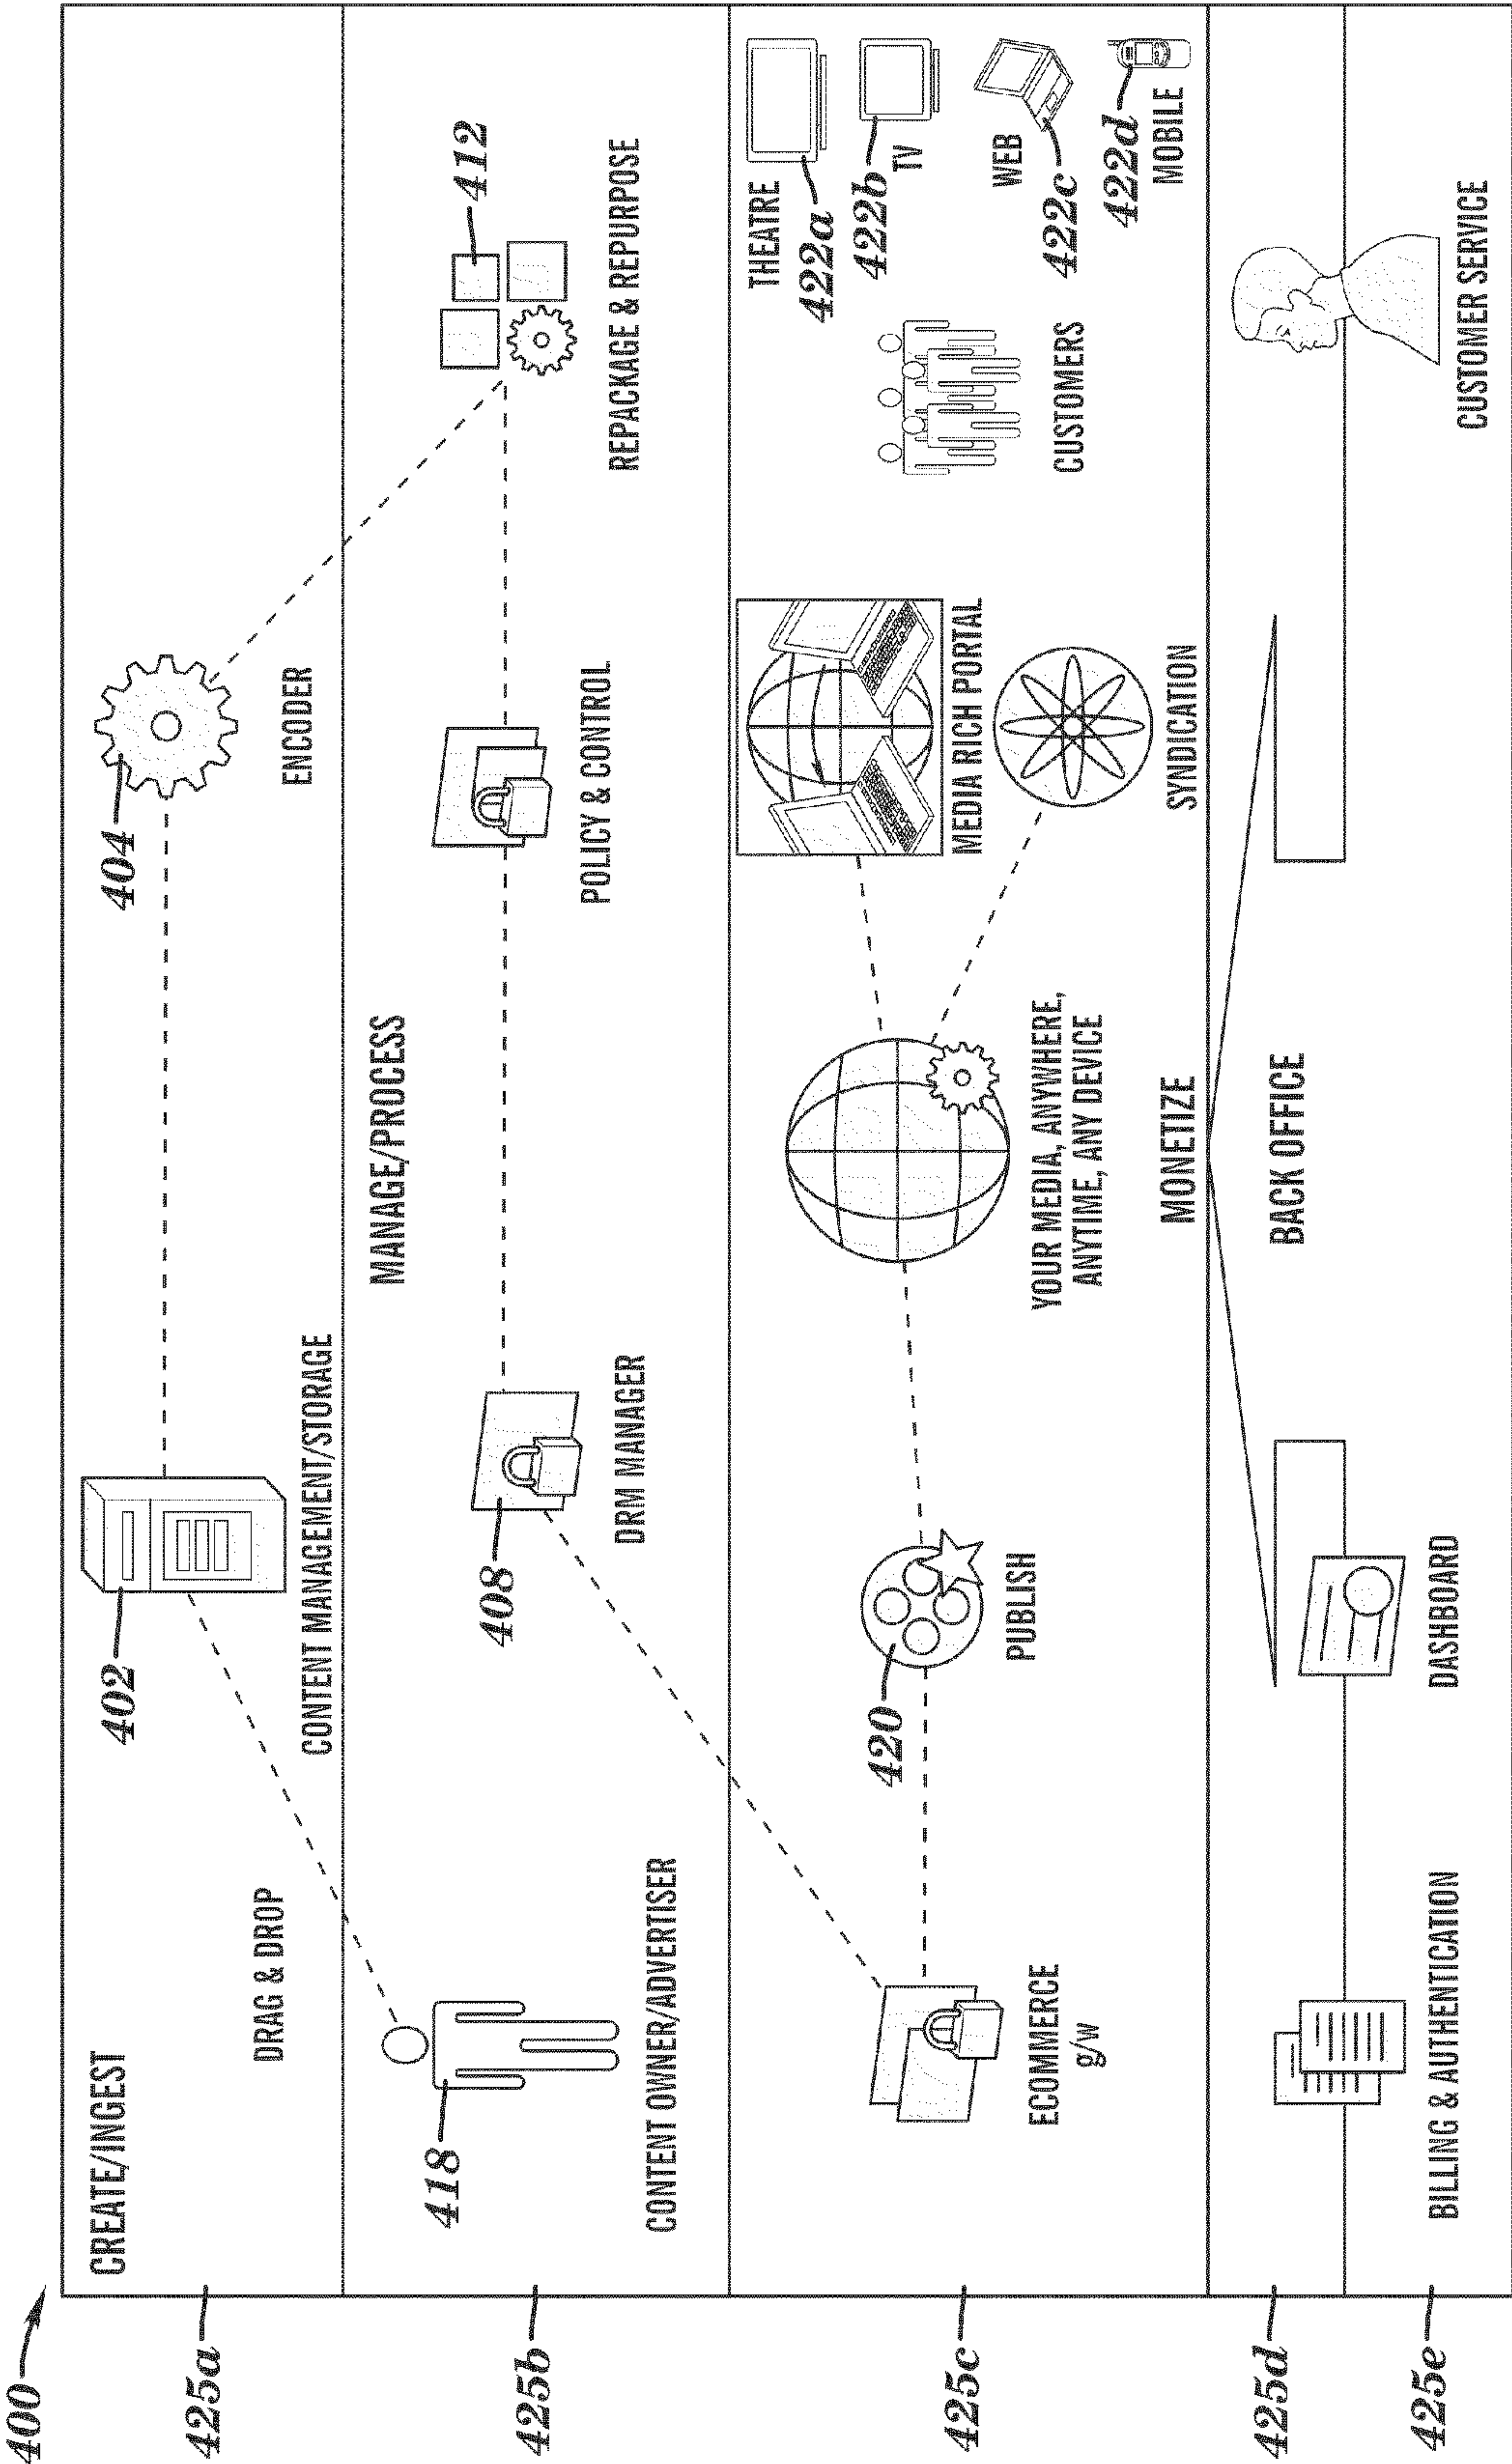 400
CREATE/INGEST
425a
DRAG & DROP
402
CONTENT MANAGEMENT/STORAGE
404
ENCODER
MANAGE/PROCESS
425b
418
CONTENT OWNER/ADVERTISER
408
DRM MANAGER
POLICY & CONTROL
412
REPACKAGE & REPURPOSE
425c
ECOMMERCE
g/w
420
PUBLISH
YOUR MEDIA, ANYWHERE,
ANYTIME, ANY DEVICE
MEDIA RICH PORTAL
SYNDICATION
CUSTOMERS
THEATRE
422a
422b
TV
WEB
422c
422d
MOBILE
MONETIZE
425d
BACK OFFICE
425e
BILLING & AUTHENTICATION
DASHBOARD
CUSTOMER SERVICE